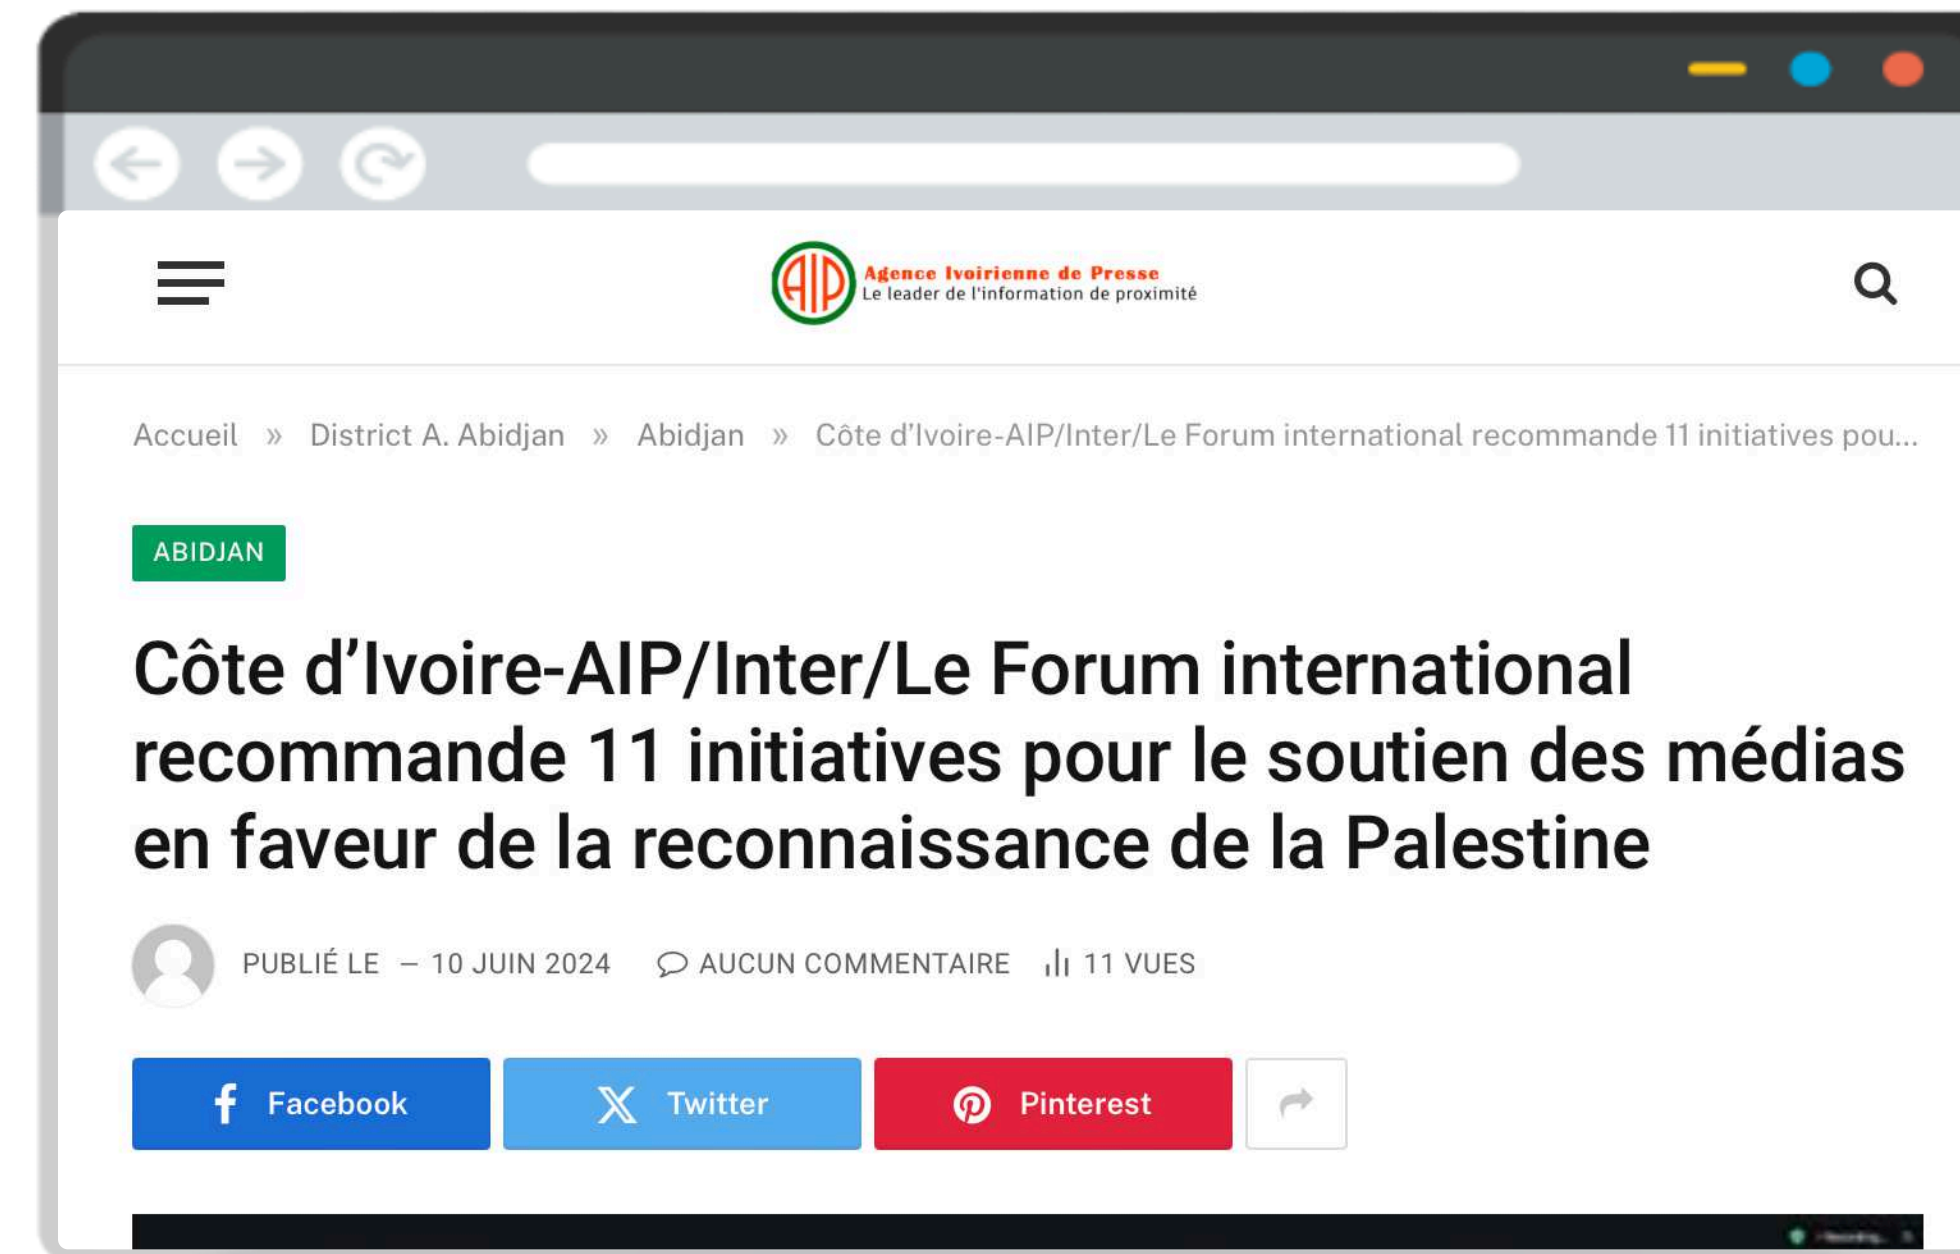 AIP Agence Ivoirienne de Presse
Le leader de l'information de proximité
Accueil » District A. Abidjan » Abidjan » Côte d’Ivoire-AIP/Inter/Le Forum international recommande 11 initiatives pou...
ABIDJAN
Côte d’Ivoire-AIP/Inter/Le Forum international
recommande 11 initiatives pour le soutien des médias
en faveur de la reconnaissance de la Palestine
PUBLIÉ LE – 10 JUIN 2024 AUCUN COMMENTAIRE 11 VUES
Facebook Twitter Pinterest